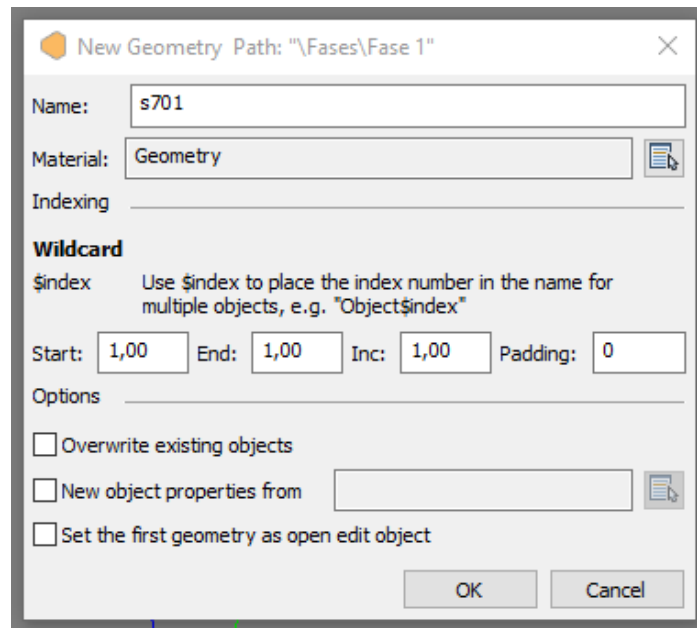 New Geometry  Path: "\Fases\Fase 1"
Name: s701
Material: Geometry
Indexing
Wildcard
$index Use $index to place the index number in the name for
multiple objects, e.g. "Object$index"
Start: 1,00 End: 1,00 Inc: 1,00 Padding: 0
Options
Overwrite existing objects
New object properties from
Set the first geometry as open edit object
OK Cancel